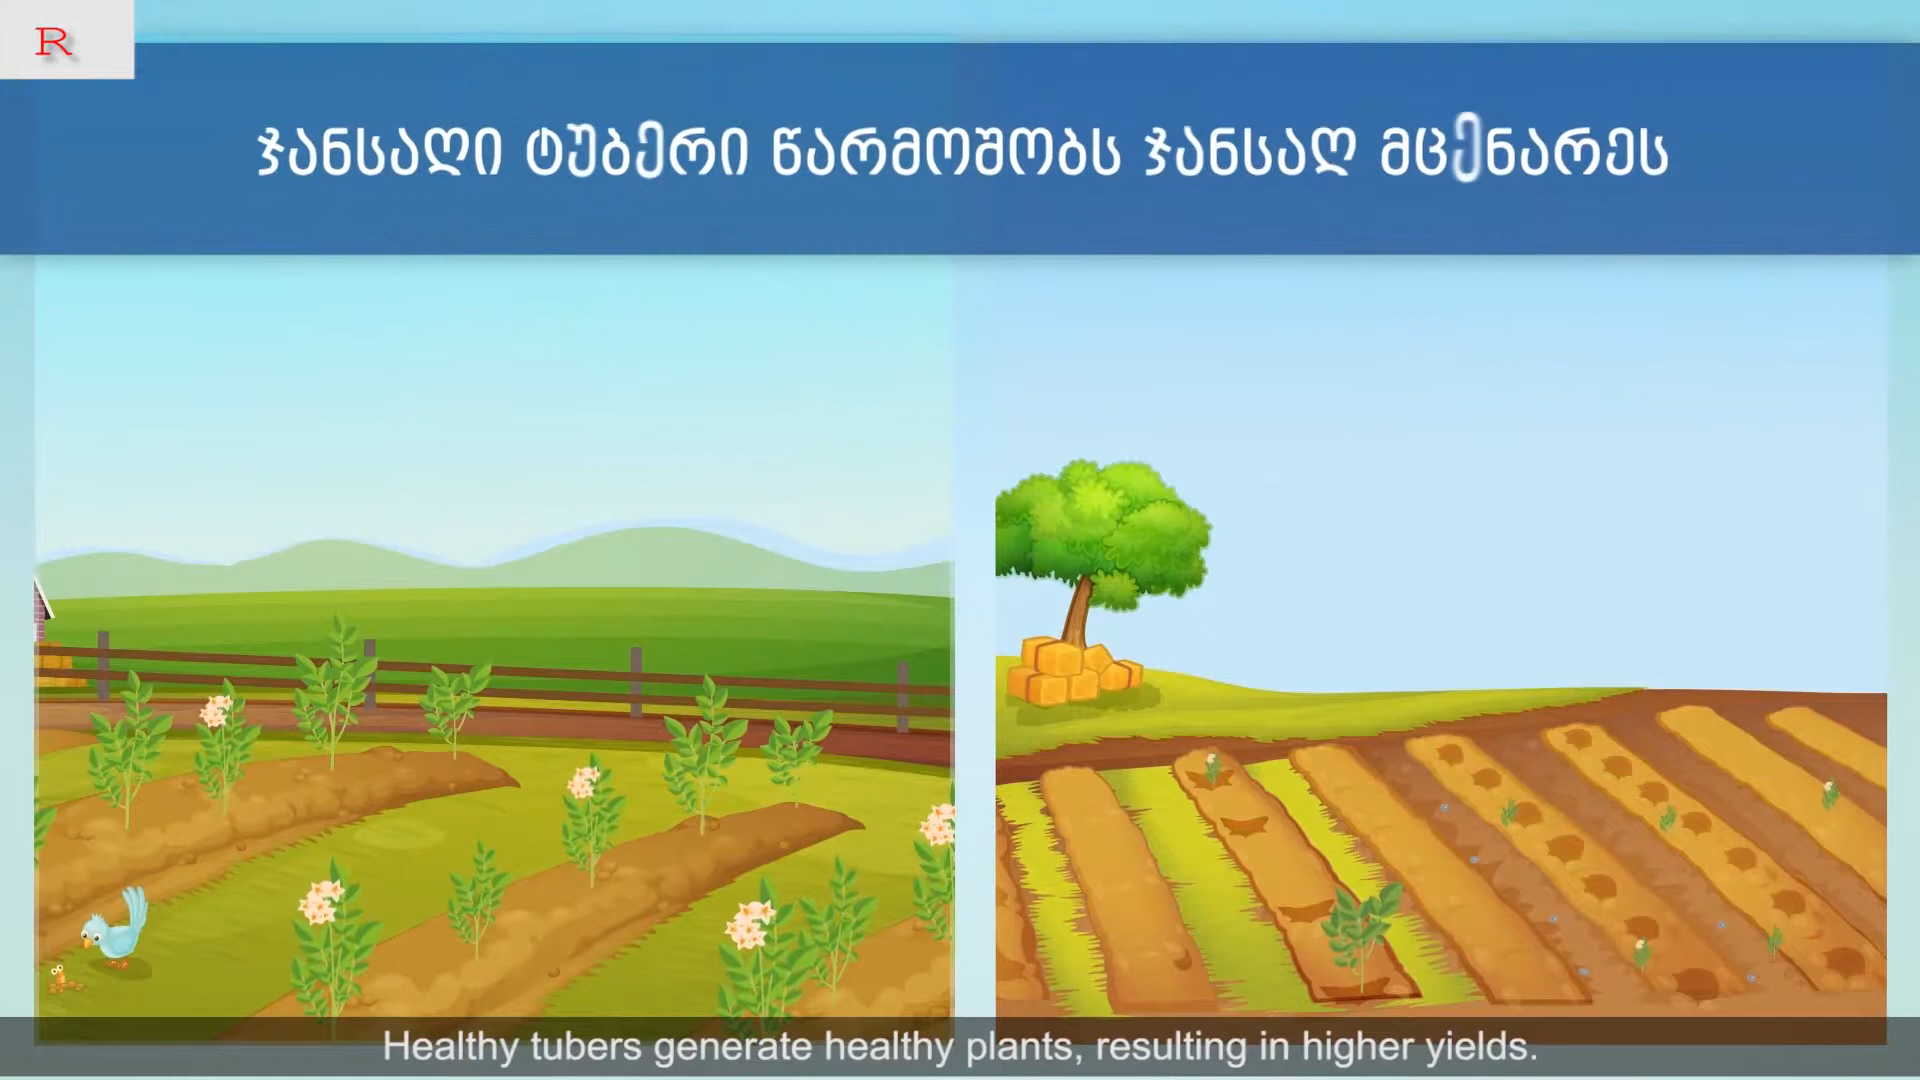 R
ჯანსაღი ტუბერი წარმოშობს ჯანსაღ მცენარეს
Healthy tubers generate healthy plants, resulting in higher yields.